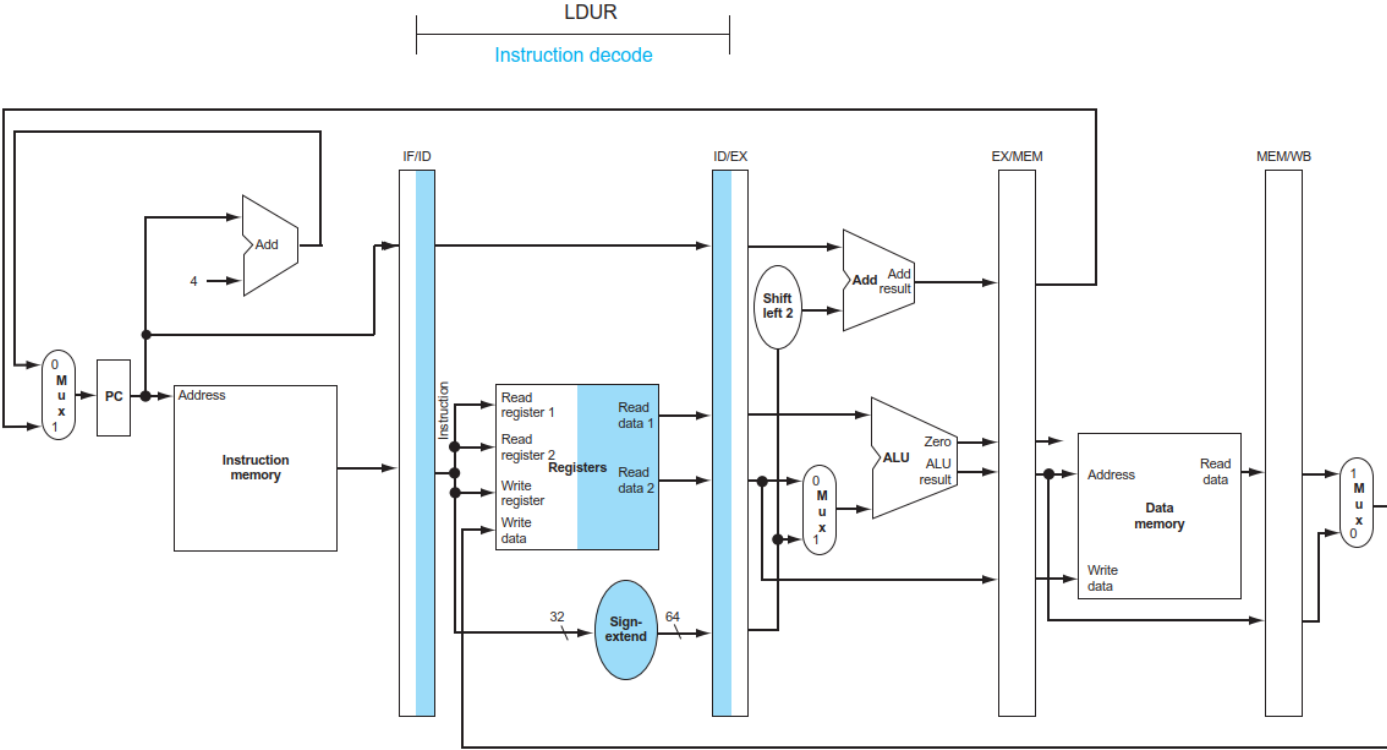 LDUR
Instruction decode
IF/ID
ID/EX
EX/MEM
MEM/WB
Add
4
Shift
left 2
Add
Add
result
0
M
u
x
1
PC
Address
Instruction
memory
Instruction
Read
register 1
Read
register 2
Write
register
Write
data
Registers
Read
data 1
Read
data 2
0
M
u
x
1
ALU
Zero
ALU
result
Address
Read
data
Data
memory
Write
data
1
M
u
x
0
32
Sign-
extend
64